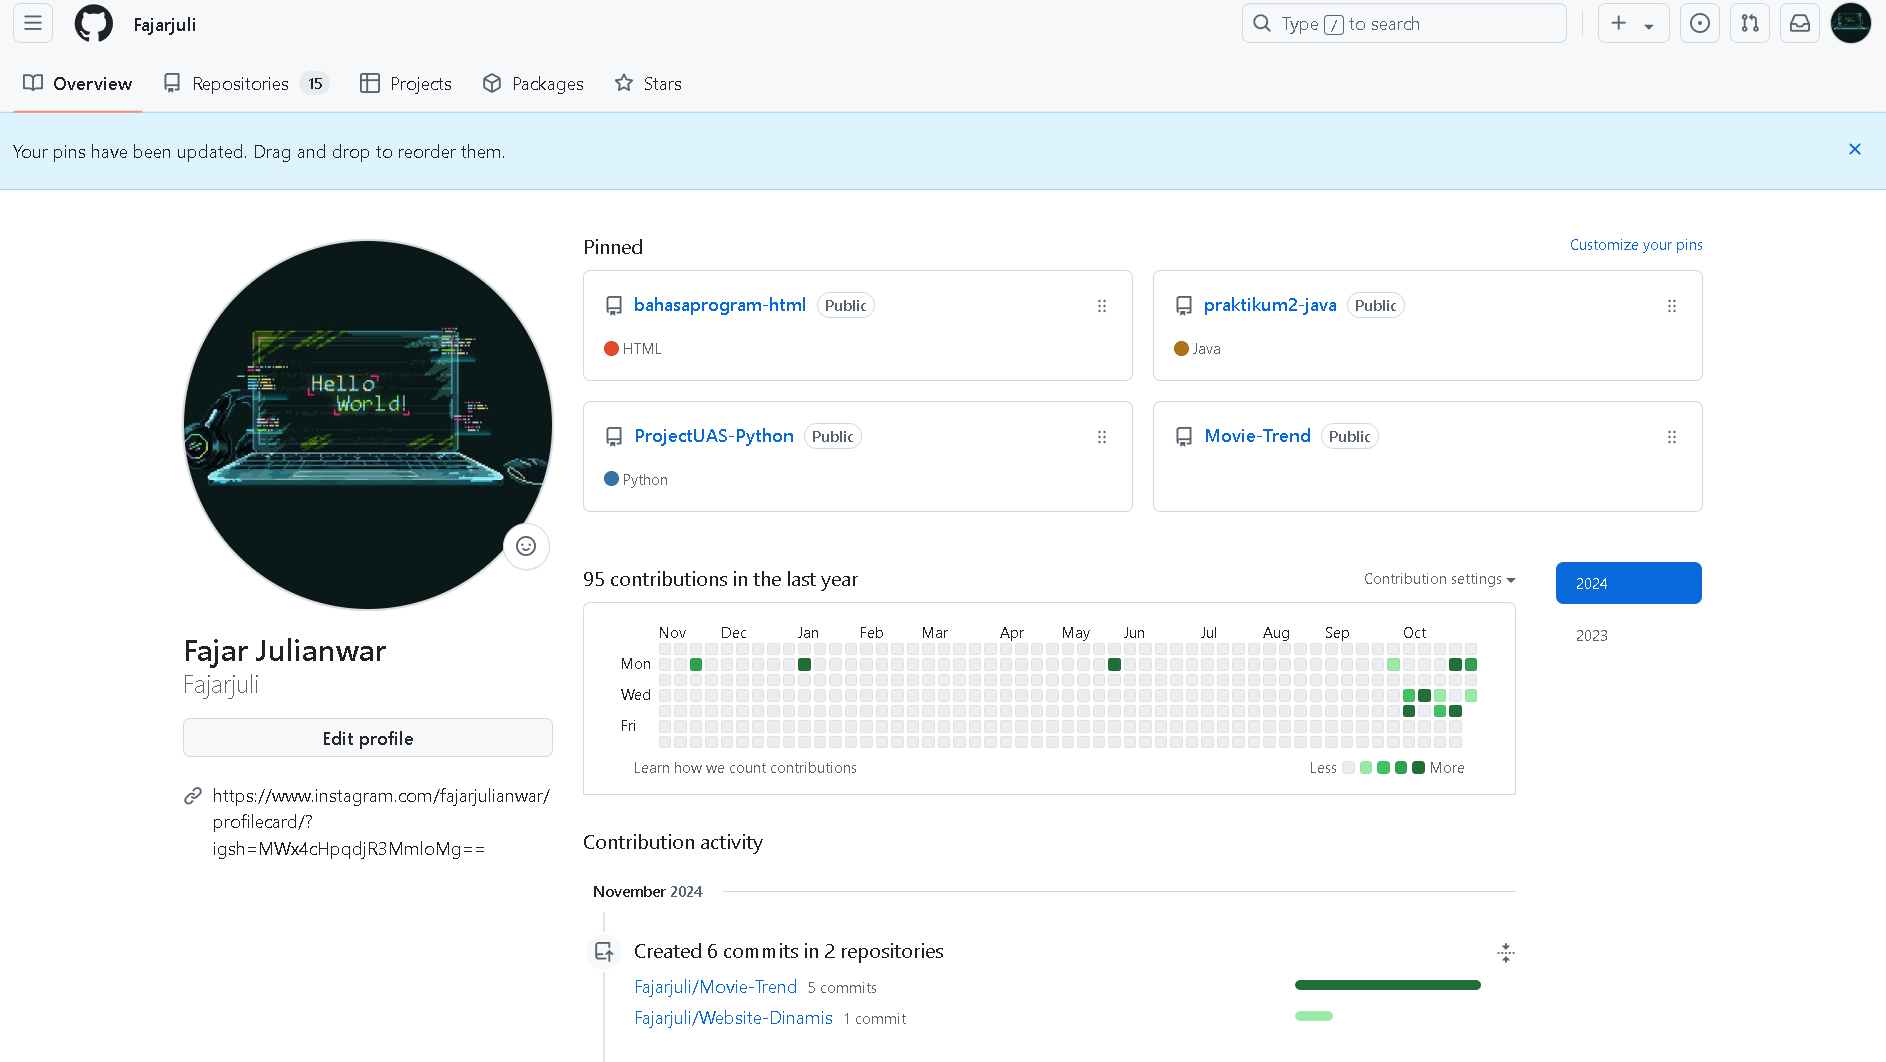 Fajarjuli
Type / to search
Overview
Repositories 15
Projects
Packages
Stars
Your pins have been updated. Drag and drop to reorder them.
Hello
World!
Fajar Julianwar
Fajarjuli
Edit profile
https://www.instagram.com/fajarjulianwar/
profilecard/?
igsh=MWx4cHpqdjR3MmloMg==
Pinned
Customize your pins
bahasaprogram-html Public
HTML
praktikum2-java Public
Java
ProjectUAS-Python Public
Python
Movie-Trend Public
95 contributions in the last year
Contribution settings
2024
2023
Nov Dec Jan Feb Mar Apr May Jun Jul Aug Sep Oct
Mon
Wed
Fri
Learn how we count contributions
Less More
Contribution activity
November 2024
Created 6 commits in 2 repositories
Fajarjuli/Movie-Trend 5 commits
Fajarjuli/Website-Dinamis 1 commit